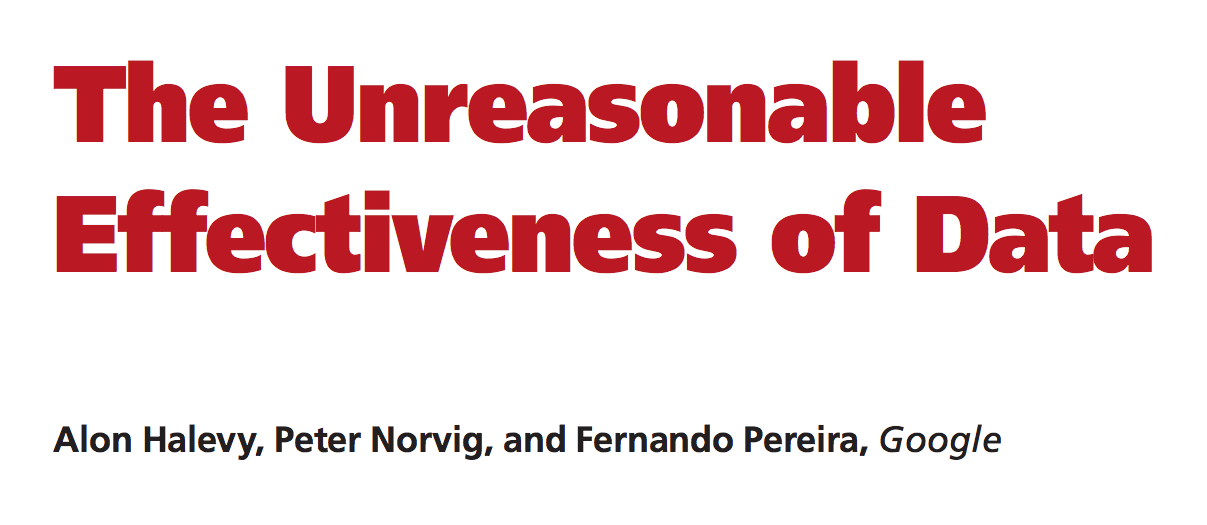 The Unreasonable
Effectiveness of Data
Alon Halevy, Peter Norvig, and Fernando Pereira, Google